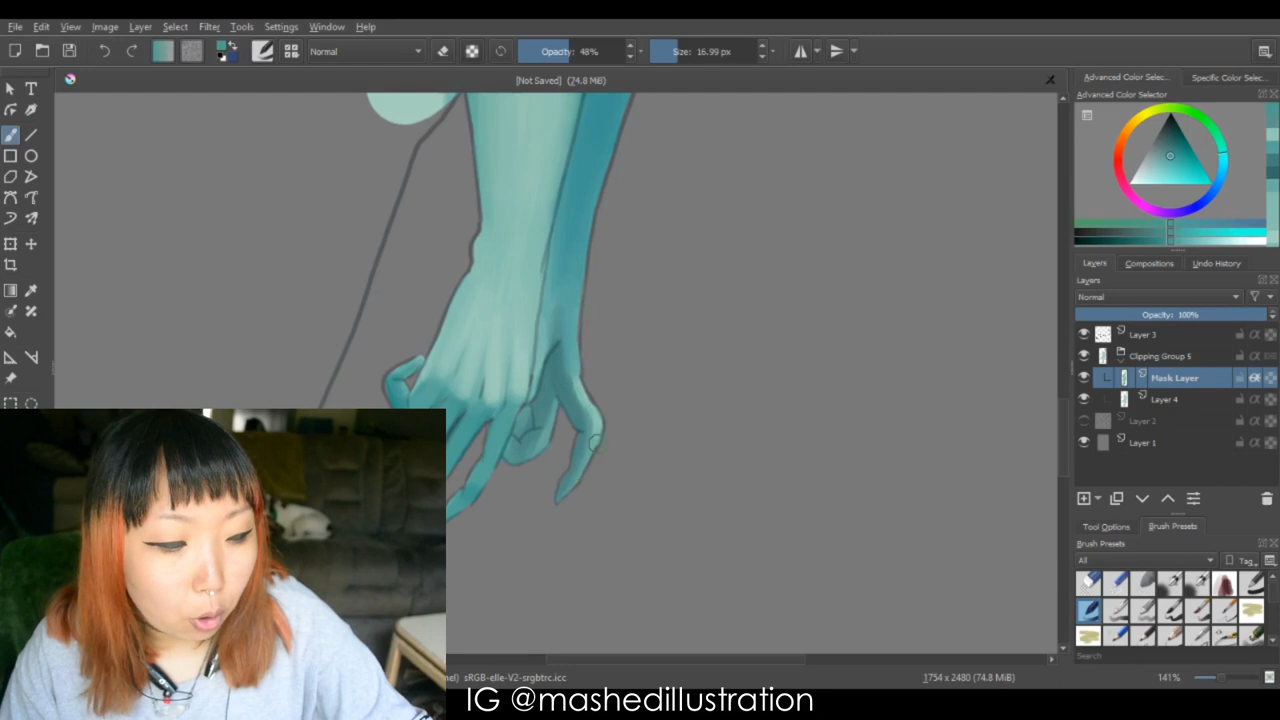 File Edit View Image Layer Select Filter Tools Settings Window Help
Normal Opacity: 48% Size: 16.99 px
[Not Saved] (74.8 MiB)
Advanced Color Selec... Specific Color Selec...
Advanced Color Selector
Layers Compositions Undo History
Layers
Normal
Opacity: 100%
Layer 3
Clipping Group 5
Mask Layer
Layer 4
Layer 2
Layer 1
Tool Options Brush Presets
Brush Presets
All Tag
Search
sRGB-elle-V2-srgbtrc.icc 1754 x 2480 (74.8 MiB) 141%
IG @mashedillustration